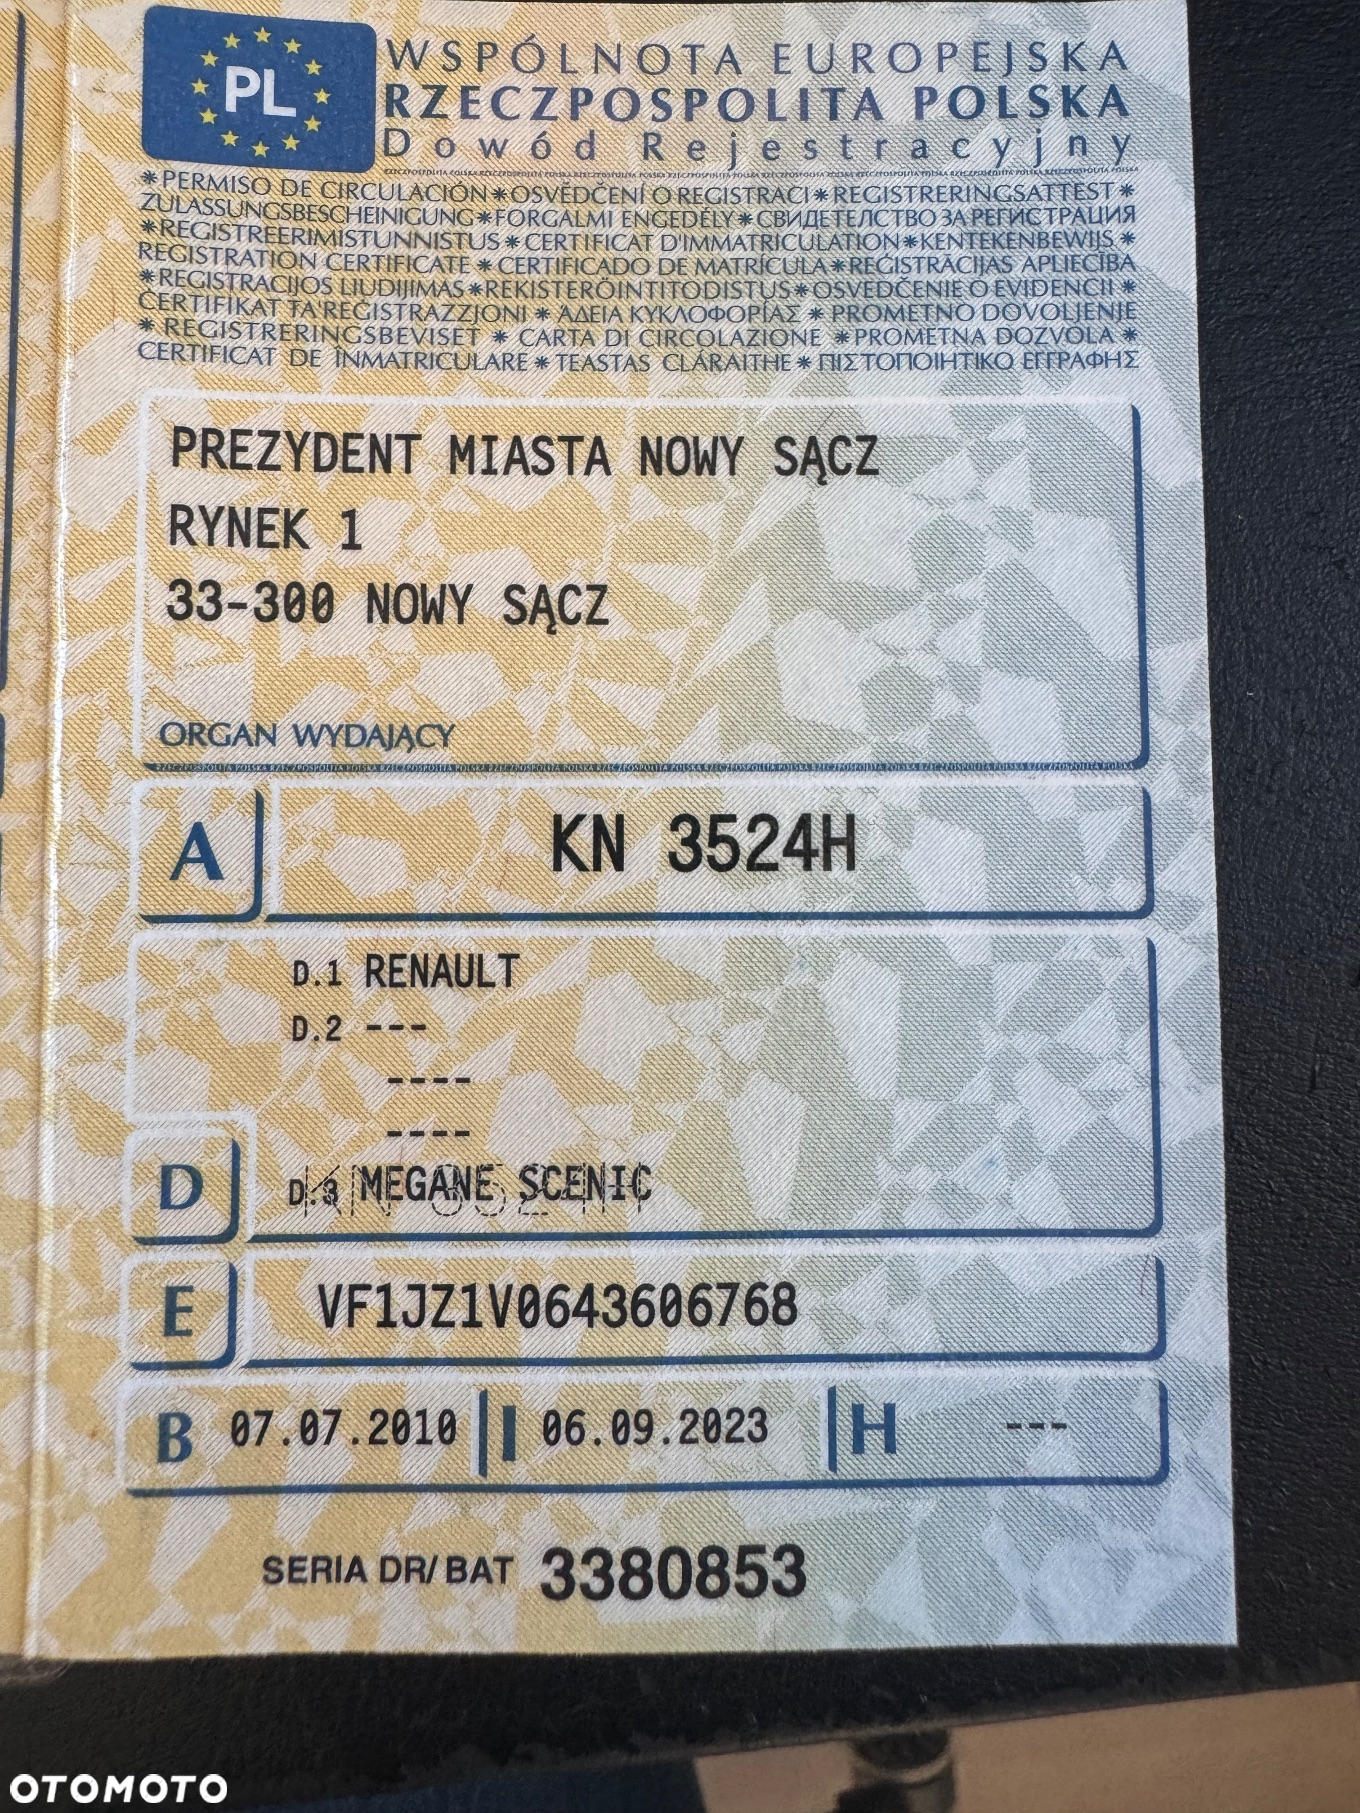 PL
WSPÓLNOTA EUROPEJSKA
RZECZPOSPOLITA POLSKA
Dowód Rejestracyjny
*PERMISO DE CIRCULACIÓN*OSVĚDČENÍ O REGISTRACI*REGISTRERINGSATTEST*
ZULASSUNGSBESCHEINIGUNG*FORGALMI ENGEDÉLY*СВИДЕТЕЛСТВО ЗА РЕГИСТРАЦИЯ
*REGISTREERIMISTUNNISTUS*CERTIFICAT D'IMMATRICULATION*KENTEKENBEWIJS*
REGISTRATION CERTIFICATE*CERTIFICADO DE MATRÍCULA*REĢISTRĀCIJAS APLIECĪBA
*REGISTRACIJOS LIUDIJIMAS*REKISTERÖINTITODISTUS*OSVEDČENIE O EVIDENCII*
ĊERTIFIKAT TA'REĠISTRAZZJONI*ΑΔΕΙΑ ΚΥΚΛΟΦΟΡΊΑΣ*PROMETNO DOVOLJENJE
*REGISTRERINGSBEVISET*CARTA DI CIRCOLAZIONE*PROMETNA DOZVOLA*
CERTIFICAT DE ÎNMATRICULARE*TEASTAS CLÁRAITHE*ΠΙΣΤΟΠΟΙΗΤΙΚΟ ΕΓΓΡΑΦΗΣ
PREZYDENT MIASTA NOWY SĄCZ
RYNEK 1
33-300 NOWY SĄCZ
ORGAN WYDAJĄCY
A KN 3524H
D.1 RENAULT
D.2 ---
----
----
D D.3 MEGANE SCENIC
KN 3524H
E VF1JZ1V0643606768
B 07.07.2010 I 06.09.2023 H ---
SERIA DR/BAT 3380853
OTOMOTO